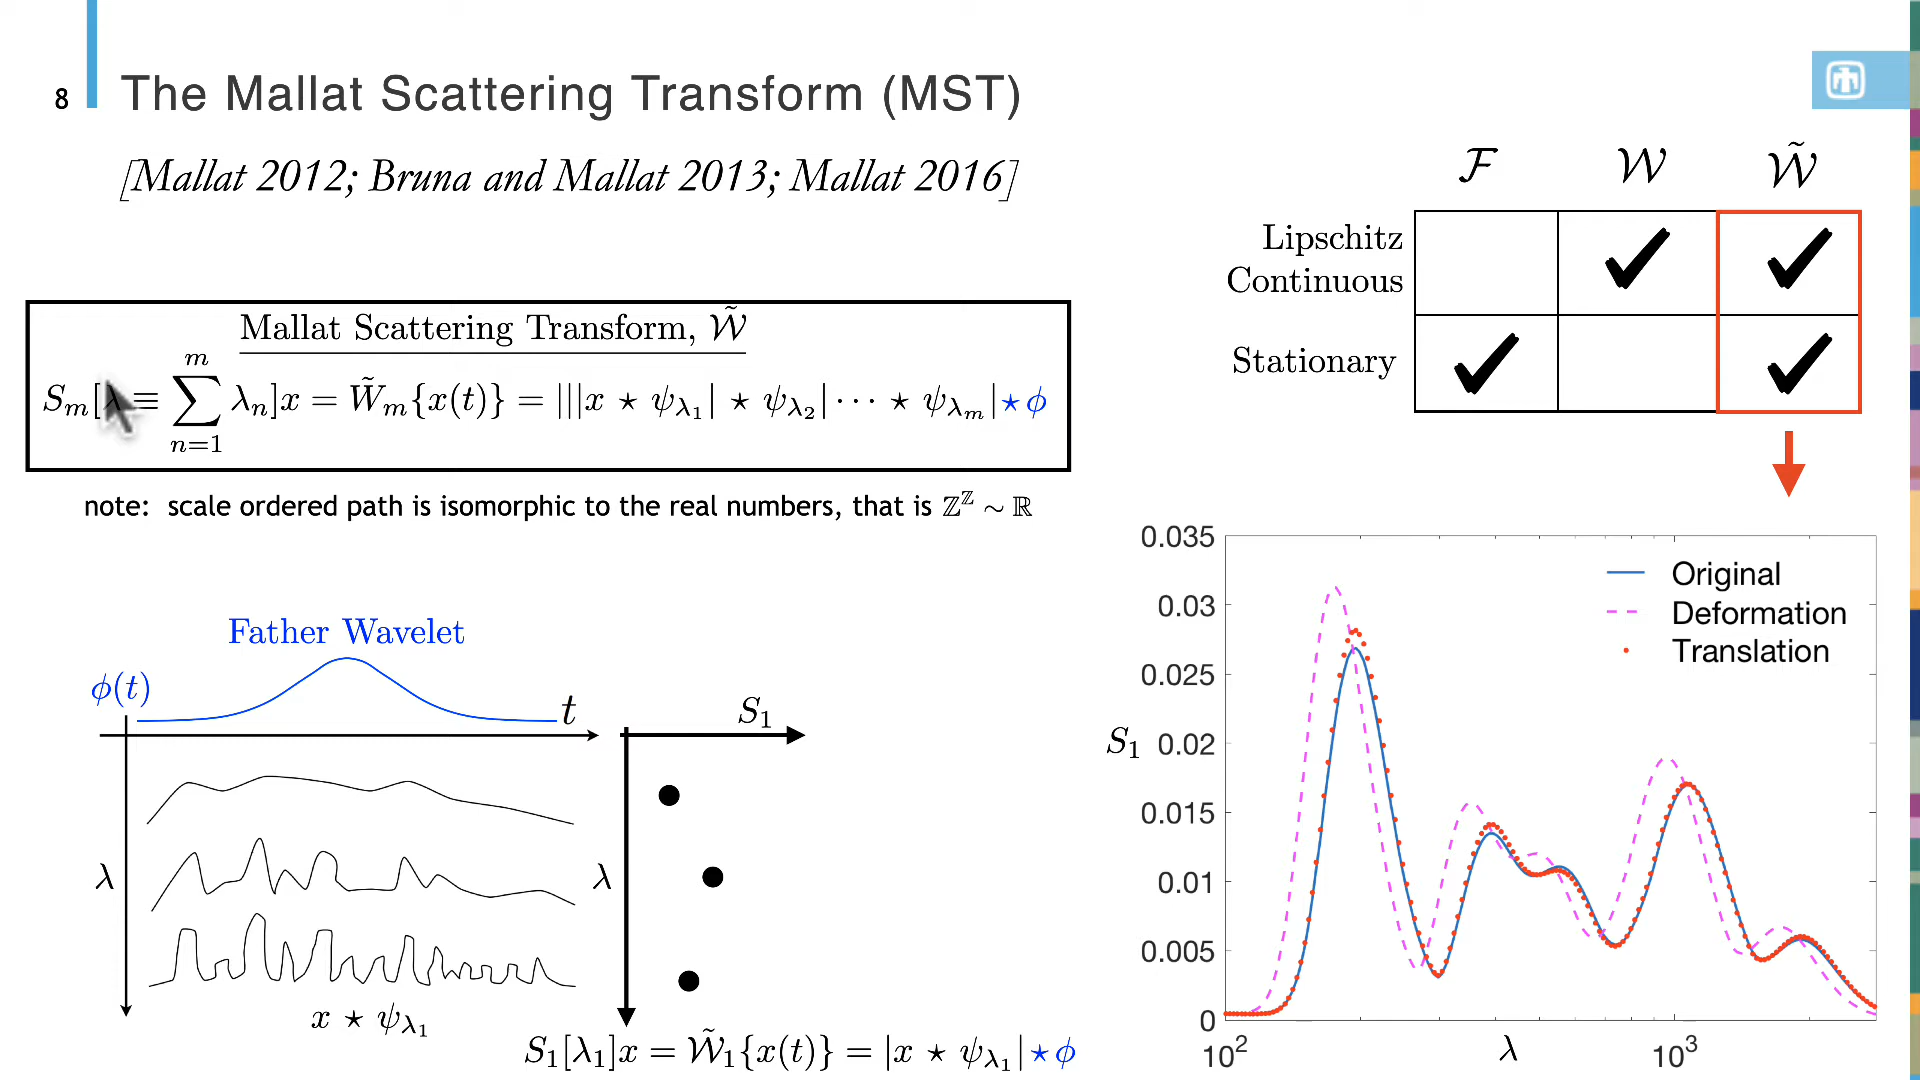 8
The Mallat Scattering Transform (MST)
[Mallat 2012; Bruna and Mallat 2013; Mallat 2016]
Mallat Scattering Transform, 𝒲̃
S_m[λ ≡ ∑_{n=1}^{m} λ_n]x = W̃_m{x(t)} = |||x ⋆ ψ_{λ_1}| ⋆ ψ_{λ_2}| ⋯ ⋆ ψ_{λ_m}| ⋆ ϕ
note: scale ordered path is isomorphic to the real numbers, that is ℤ^ℤ ∼ ℝ
ℱ 𝒲 𝒲̃
Lipschitz
Continuous
✓ ✓
Stationary
✓ ✓
Father Wavelet
ϕ(t)
t
λ
x ⋆ ψ_{λ_1}
S_1
λ
S_1[λ_1]x = 𝒲̃_1{x(t)} = |x ⋆ ψ_{λ_1}| ⋆ ϕ
Original
Deformation
Translation
0.035
0.03
0.025
S_1 0.02
0.015
0.01
0.005
0
10^2 λ 10^3